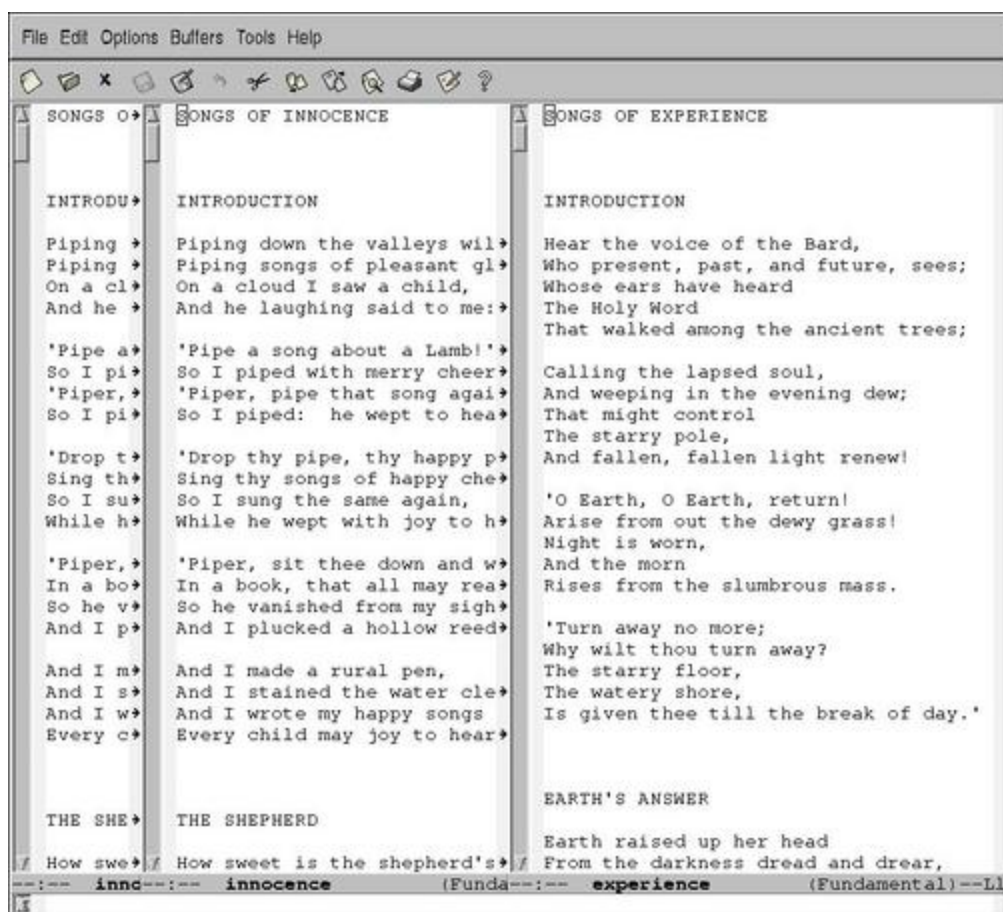 File Edit Options Buffers Tools Help
SONGS O
INTRODU
Piping
Piping
On a cl
And he
'Pipe a
So I pi
'Piper,
So I pi
'Drop t
Sing th
So I su
While h
'Piper,
In a bo
So he v
And I p
And I m
And I s
And I w
Every c
THE SHE
How swe
--:-- inno
SONGS OF INNOCENCE
INTRODUCTION
Piping down the valleys wil
Piping songs of pleasant gl
On a cloud I saw a child,
And he laughing said to me:
'Pipe a song about a Lamb!'
So I piped with merry cheer
'Piper, pipe that song agai
So I piped:  he wept to hea
'Drop thy pipe, thy happy p
Sing thy songs of happy che
So I sung the same again,
While he wept with joy to h
'Piper, sit thee down and w
In a book, that all may rea
So he vanished from my sigh
And I plucked a hollow reed
And I made a rural pen,
And I stained the water cle
And I wrote my happy songs
Every child may joy to hear
THE SHEPHERD
How sweet is the shepherd's
--:-- innocence (Funda
SONGS OF EXPERIENCE
INTRODUCTION
Hear the voice of the Bard,
Who present, past, and future, sees;
Whose ears have heard
The Holy Word
That walked among the ancient trees;
Calling the lapsed soul,
And weeping in the evening dew;
That might control
The starry pole,
And fallen, fallen light renew!
'O Earth, O Earth, return!
Arise from out the dewy grass!
Night is worn,
And the morn
Rises from the slumbrous mass.
'Turn away no more;
Why wilt thou turn away?
The starry floor,
The watery shore,
Is given thee till the break of day.'
EARTH'S ANSWER
Earth raised up her head
From the darkness dread and drear,
--:-- experience (Fundamental)--L1